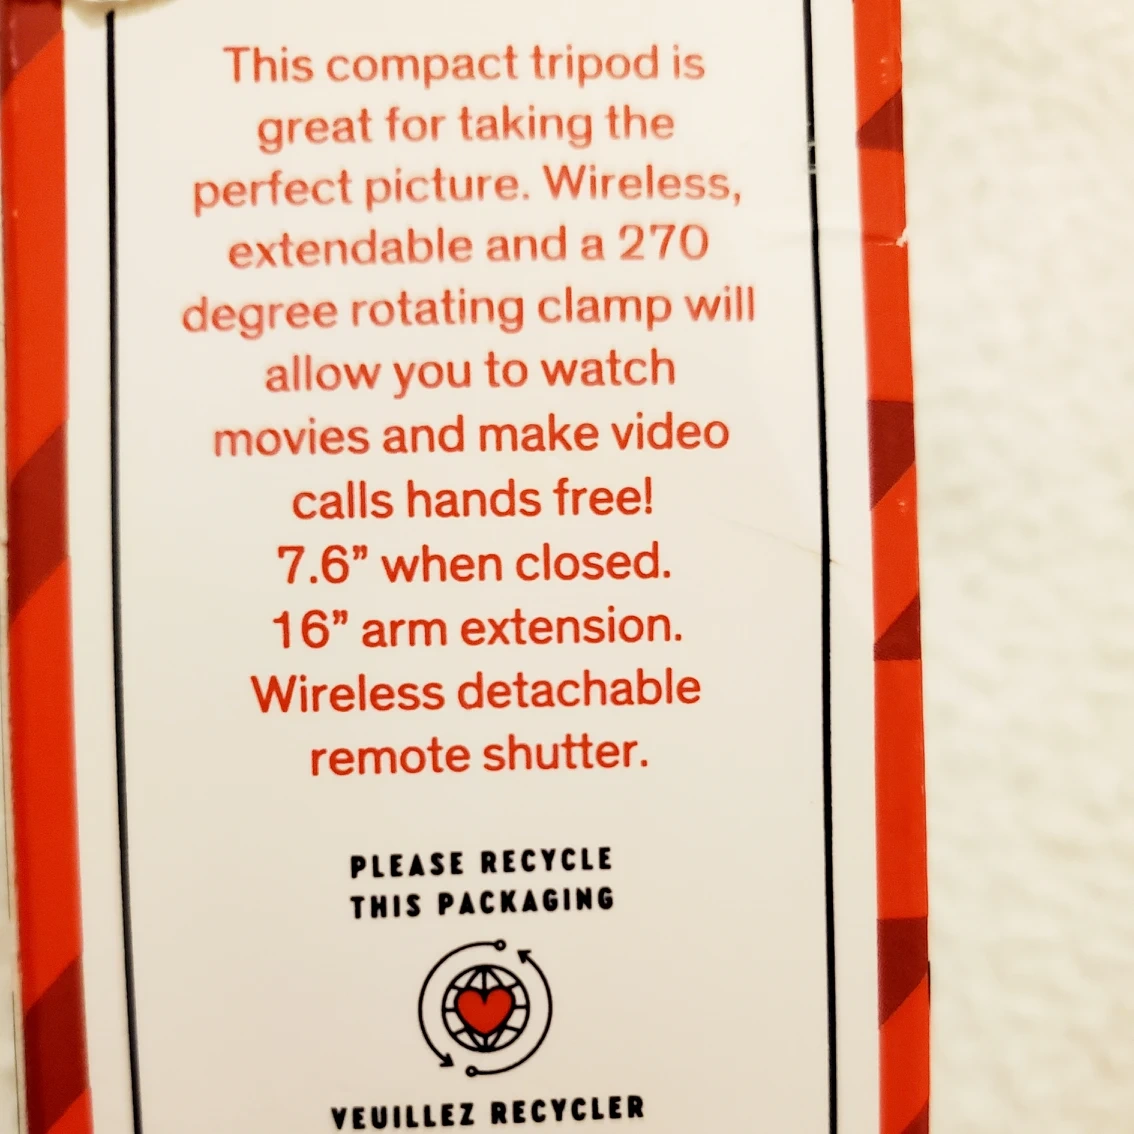 This compact tripod is
great for taking the
perfect picture. Wireless,
extendable and a 270
degree rotating clamp will
allow you to watch
movies and make video
calls hands free!
7.6” when closed.
16” arm extension.
Wireless detachable
remote shutter.
PLEASE RECYCLE
THIS PACKAGING
VEUILLEZ RECYCLER